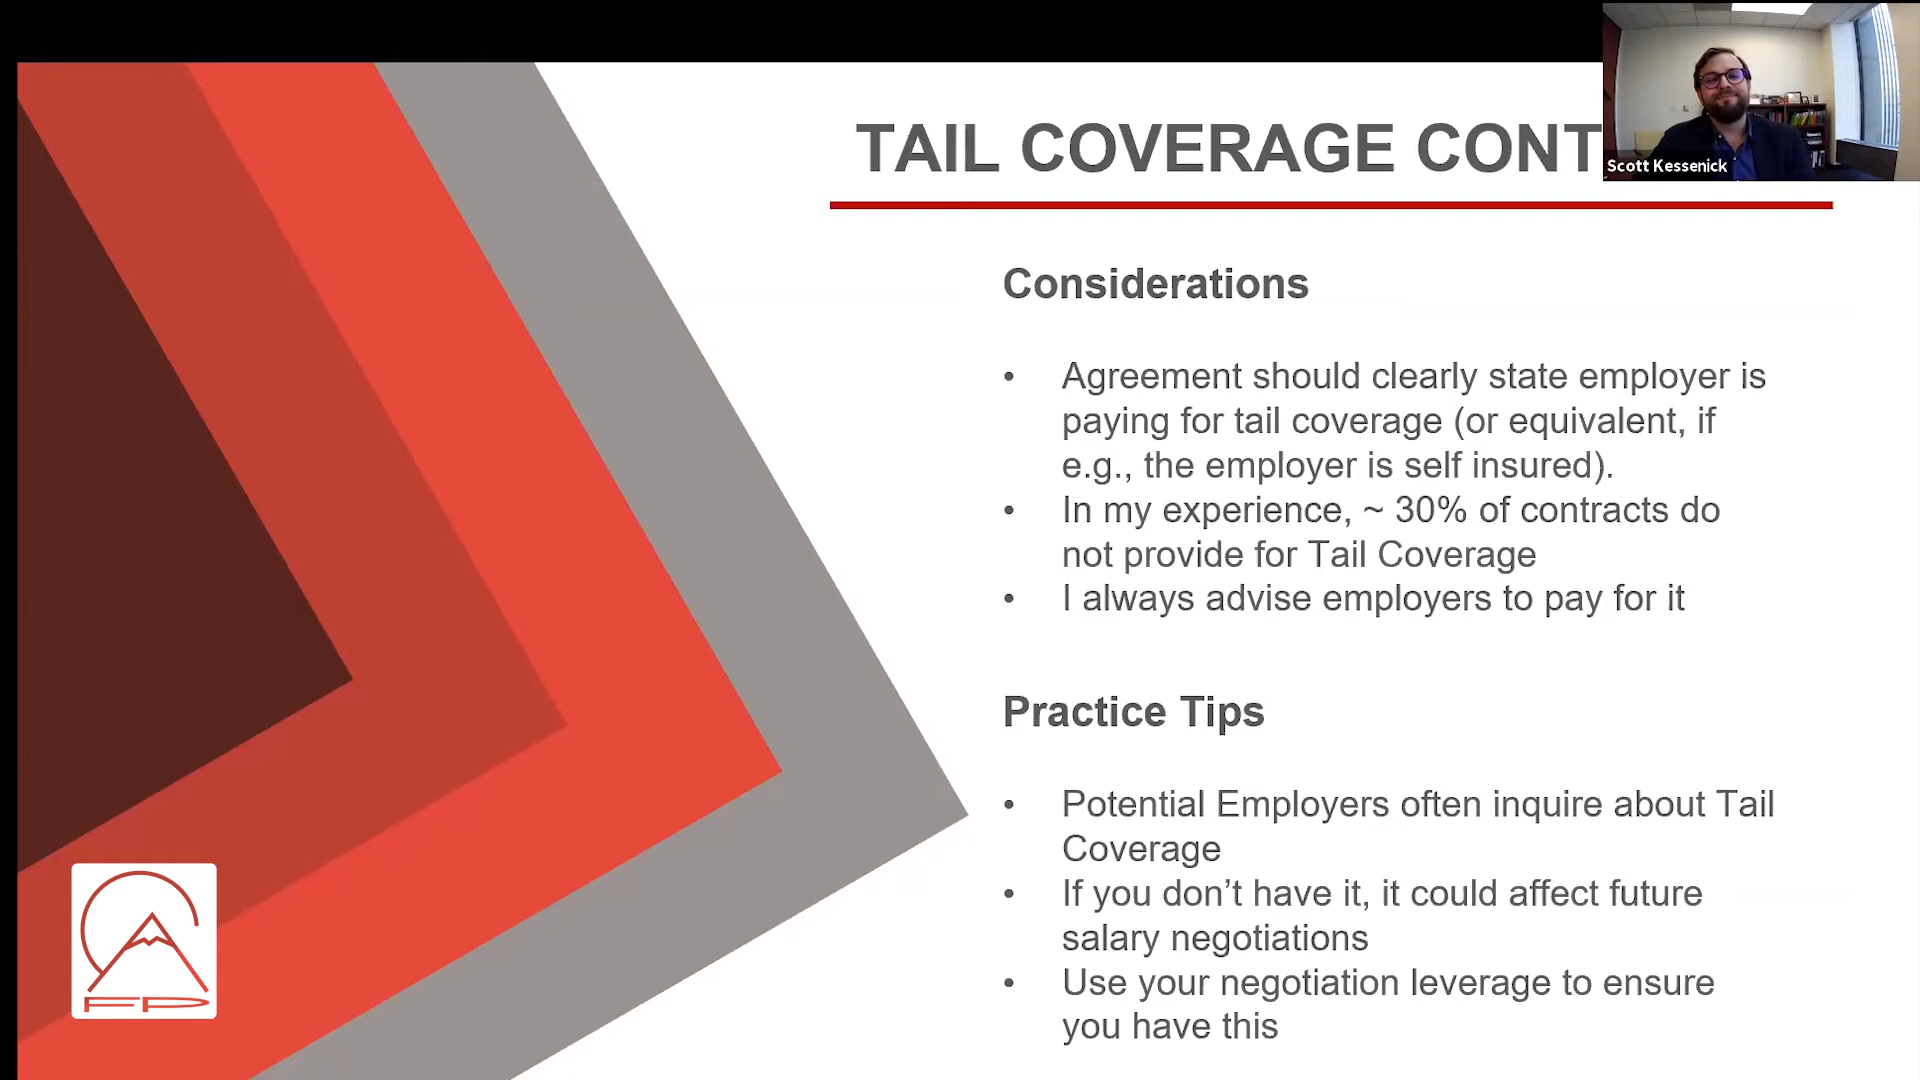 TAIL COVERAGE CONT
Scott Kessenick
Considerations
• Agreement should clearly state employer is
paying for tail coverage (or equivalent, if
e.g., the employer is self insured).
• In my experience, ~ 30% of contracts do
not provide for Tail Coverage
• I always advise employers to pay for it
Practice Tips
• Potential Employers often inquire about Tail
Coverage
• If you don’t have it, it could affect future
salary negotiations
• Use your negotiation leverage to ensure
you have this
FP